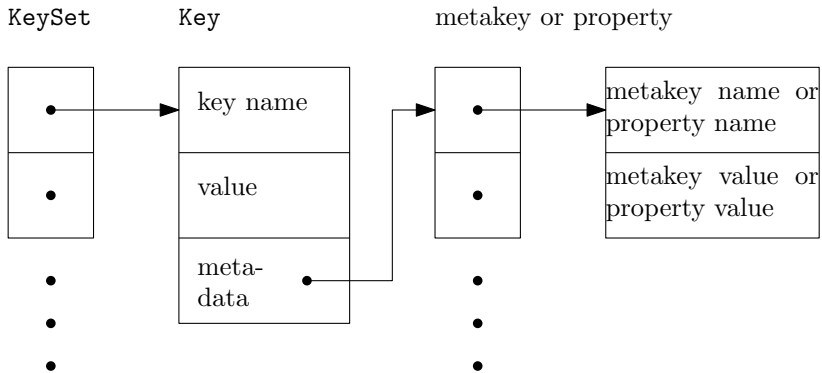 KeySet Key metakey or property
key name
value
meta-
data
metakey name or
property name
metakey value or
property value